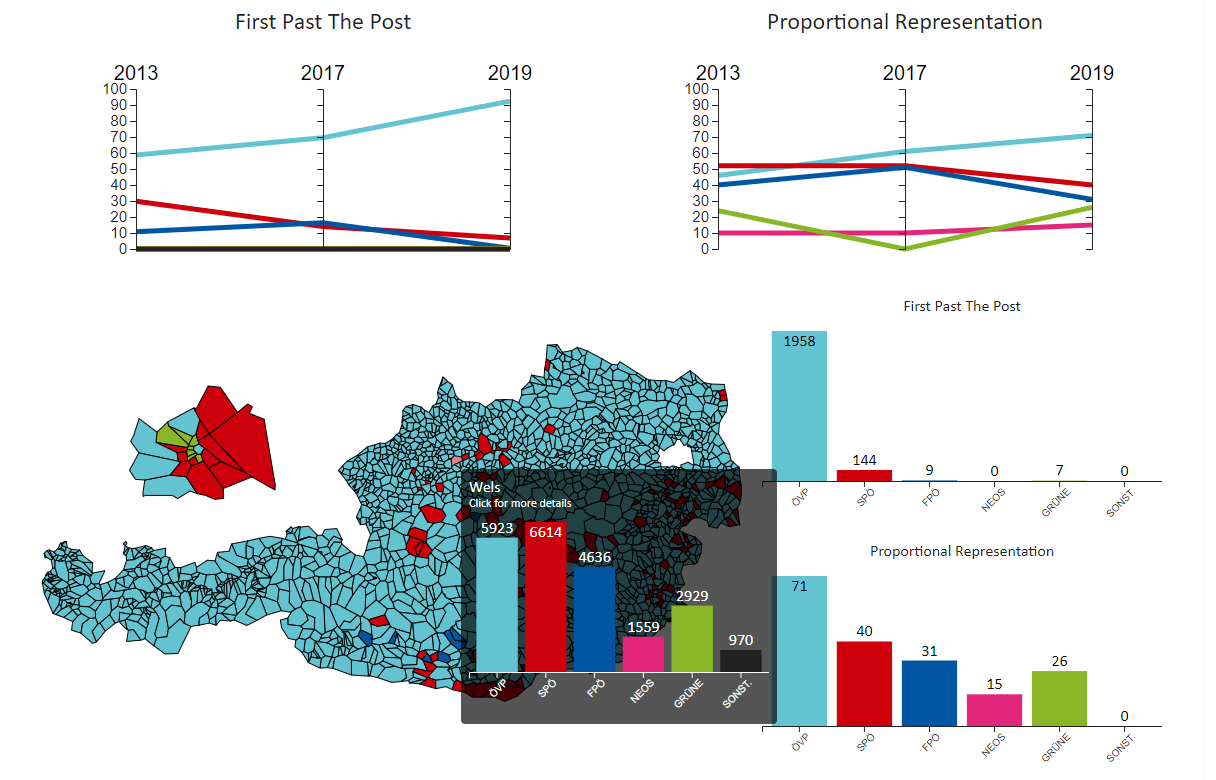 First Past The Post
Proportional Representation
2013 2017 2019
100
90
80
70
60
50
40
30
20
10
0
2013 2017 2019
100
90
80
70
60
50
40
30
20
10
0
First Past The Post
1958
144
9
0
7
0
ÖVP
SPÖ
FPÖ
NEOS
GRÜNE
SONST.
Wels
Click for more details
5923
6614
4636
1559
2929
970
ÖVP
SPÖ
FPÖ
NEOS
GRÜNE
SONST.
Proportional Representation
71
40
31
15
26
0
ÖVP
SPÖ
FPÖ
NEOS
GRÜNE
SONST.